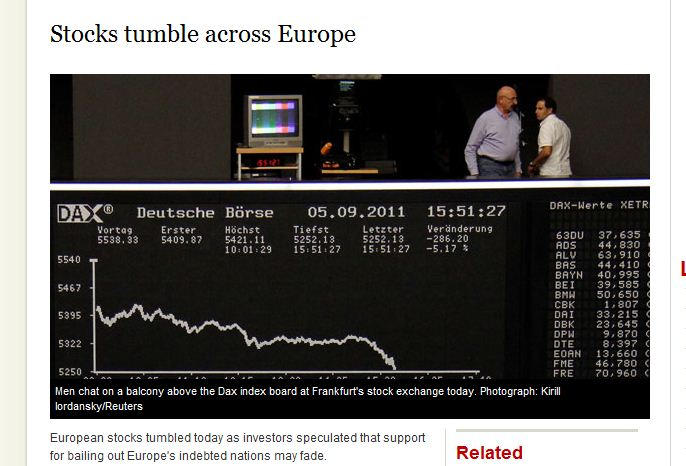 Stocks tumble across Europe
15:51:27
DAX® Deutsche Börse 05.09.2011 15:51:27
Vortag Erster Höchst Tiefst Letzter Veränderung
5538.33 5409.87 5421.11 5252.13 5252.13 -286.20
10:01:29 15:51:27 15:51:27 -5.17 %
5540
5467
5395
5322
5250
DAX-Werte XETR
63DU 37,635
ADS 44,830
ALV 63,910
BAS 44,410
BAYN 40,995
BEI 39,585
BMW 50,650
CBK 1,807
DAI 33,215
DBK 23,645
DPW 9,870
DTE 8,397
EOAN 13,660
FME 46,780
FRE 70,960
Men chat on a balcony above the Dax index board at Frankfurt's stock exchange today. Photograph: Kirill
Iordansky/Reuters
European stocks tumbled today as investors speculated that support
for bailing out Europe's indebted nations may fade.
Related